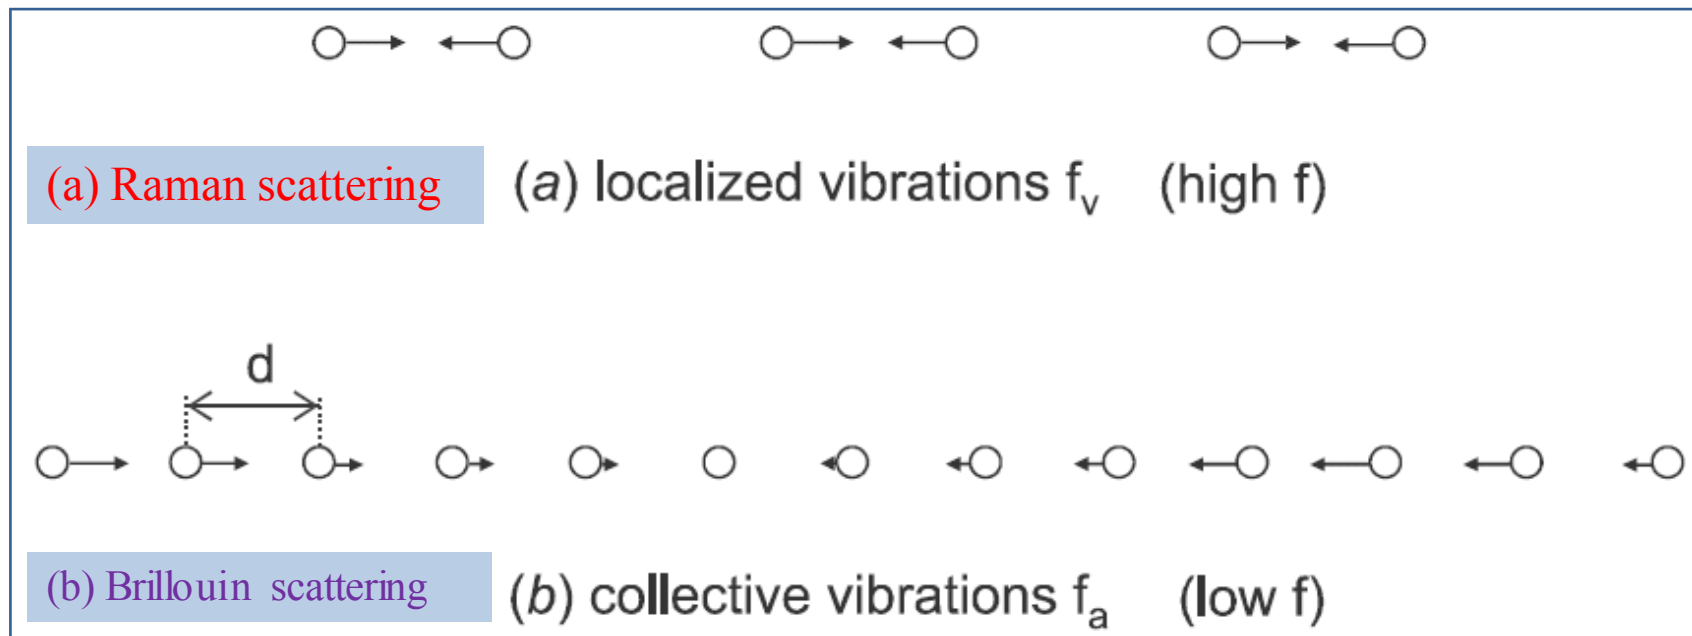 (a) Raman scattering (a) localized vibrations fᵥ (high f)
d
(b) Brillouin scattering (b) collective vibrations fₐ (low f)